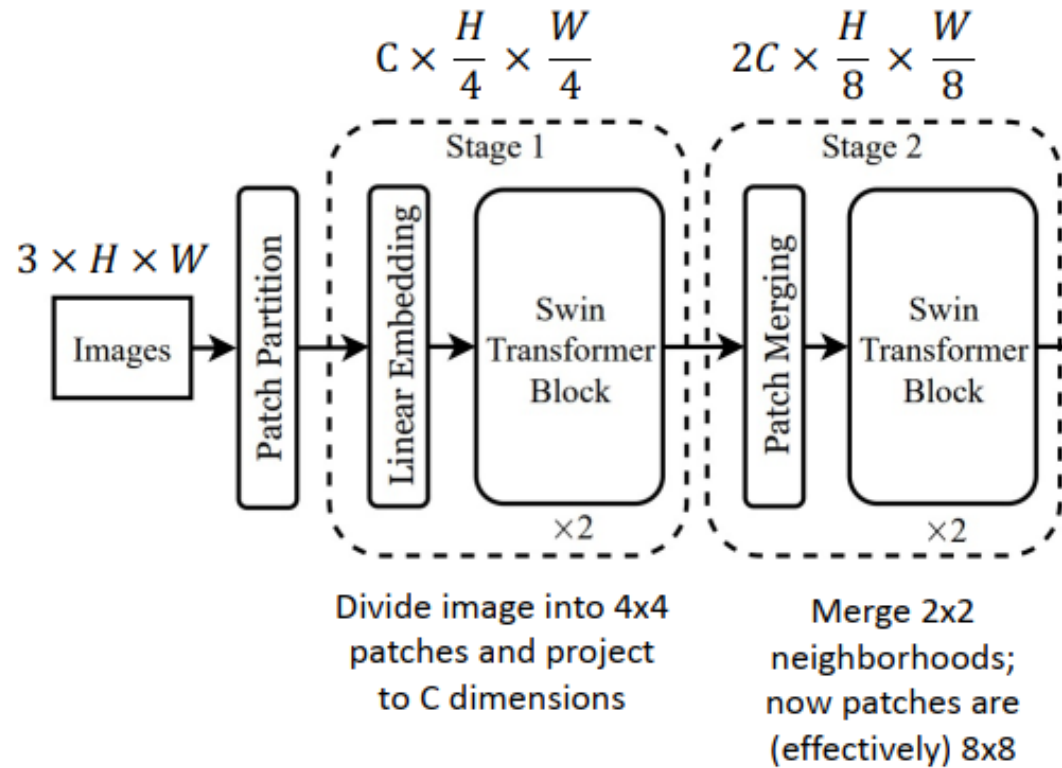 C × H/4 × W/4
2C × H/8 × W/8
Stage 1
Stage 2
3 × H × W
Images
Patch Partition
Linear Embedding
Swin
Transformer
Block
×2
Patch Merging
Swin
Transformer
Block
×2
Divide image into 4x4
patches and project
to C dimensions
Merge 2x2
neighborhoods;
now patches are
(effectively) 8x8